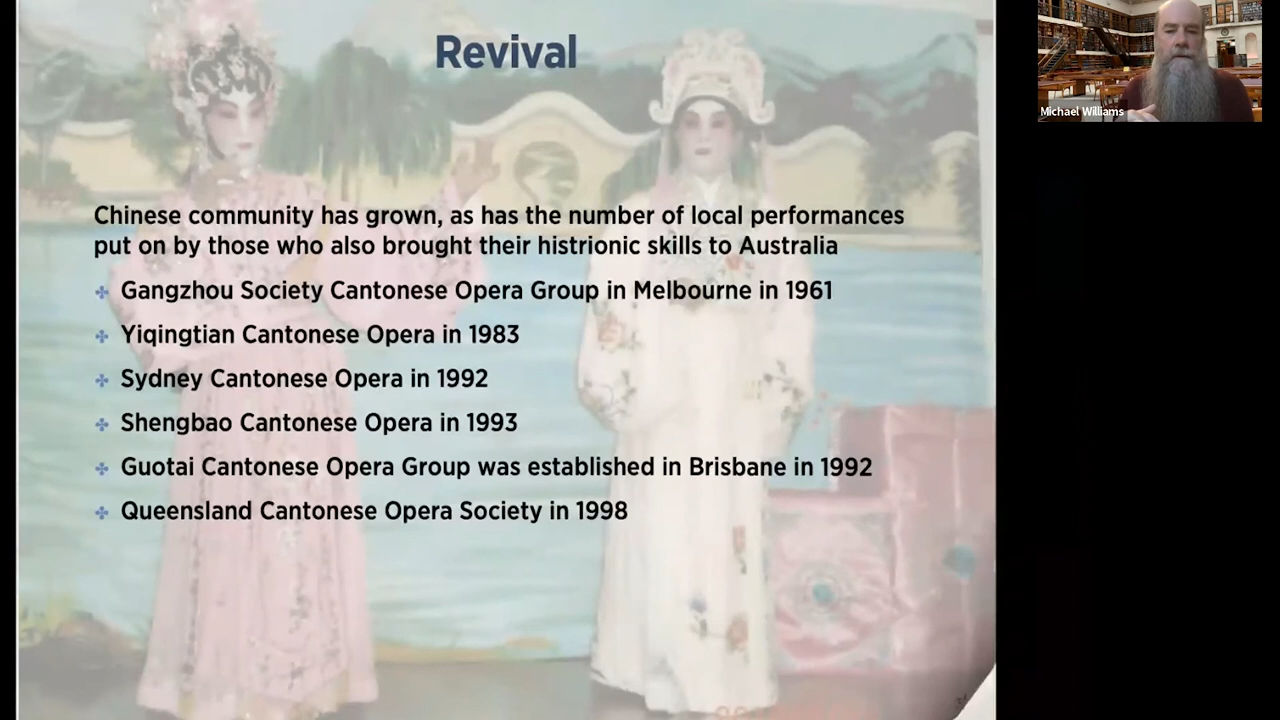 Revival
Chinese community has grown, as has the number of local performances
put on by those who also brought their histrionic skills to Australia
Gangzhou Society Cantonese Opera Group in Melbourne in 1961
Yiqingtian Cantonese Opera in 1983
Sydney Cantonese Opera in 1992
Shengbao Cantonese Opera in 1993
Guotai Cantonese Opera Group was established in Brisbane in 1992
Queensland Cantonese Opera Society in 1998
Michael Williams